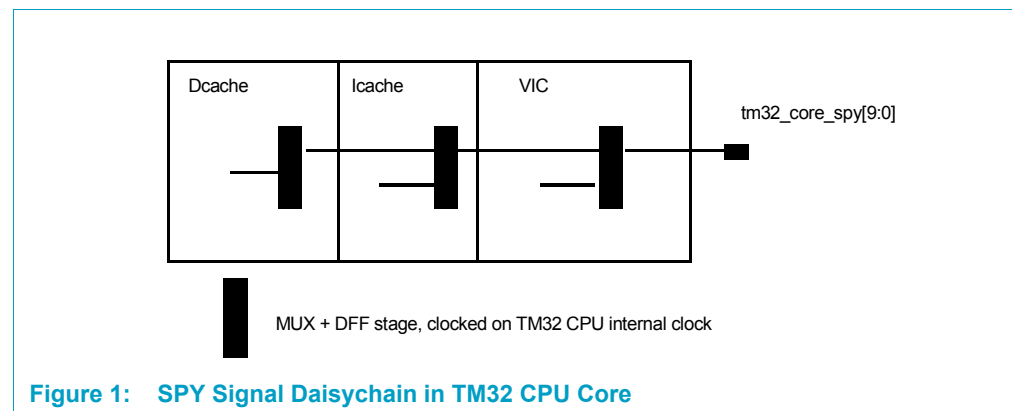 Dcache
Icache
VIC
tm32_core_spy[9:0]
MUX + DFF stage, clocked on TM32 CPU internal clock
Figure 1: SPY Signal Daisychain in TM32 CPU Core